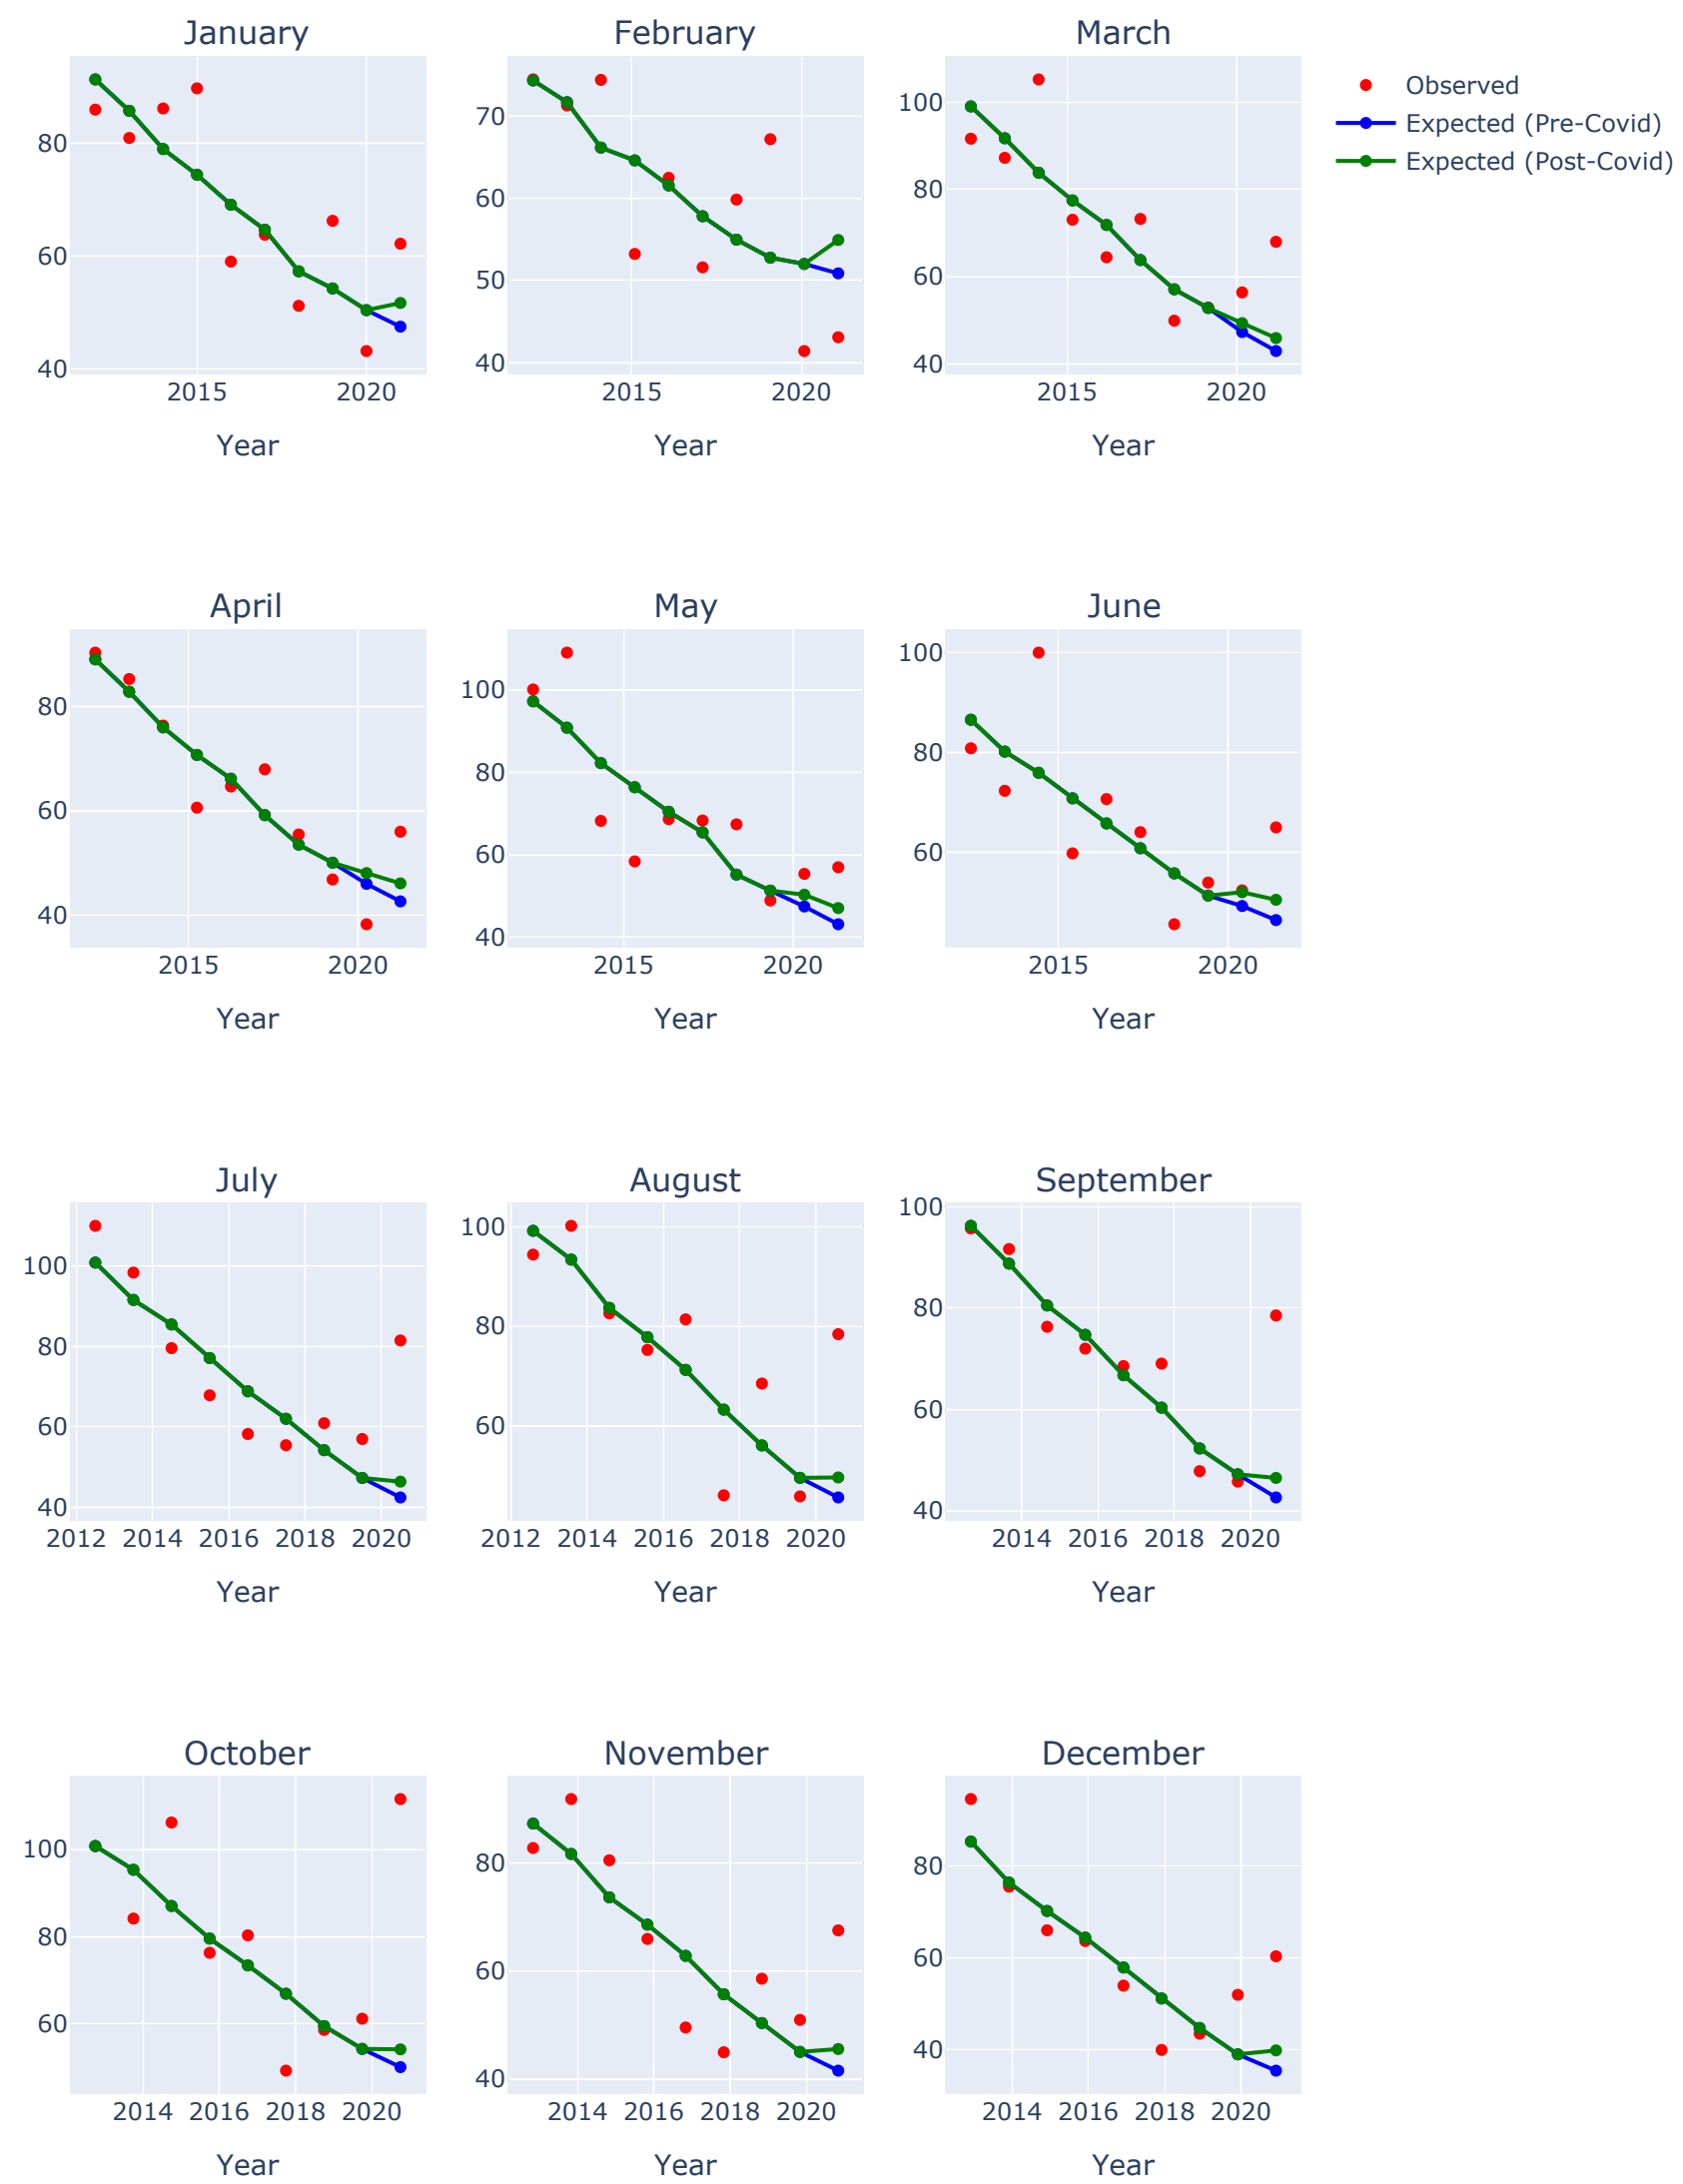 January February March
Observed
Expected (Pre-Covid)
Expected (Post-Covid)
80
60
40
2015 2020
Year
70
60
50
40
2015 2020
Year
100
80
60
40
2015 2020
Year
April May June
80
60
40
2015 2020
Year
100
80
60
40
2015 2020
Year
100
80
60
2015 2020
Year
July August September
100
80
60
40
2012 2014 2016 2018 2020
Year
100
80
60
2012 2014 2016 2018 2020
Year
100
80
60
40
2014 2016 2018 2020
Year
October November December
100
80
60
2014 2016 2018 2020
Year
80
60
40
2014 2016 2018 2020
Year
80
60
40
2014 2016 2018 2020
Year